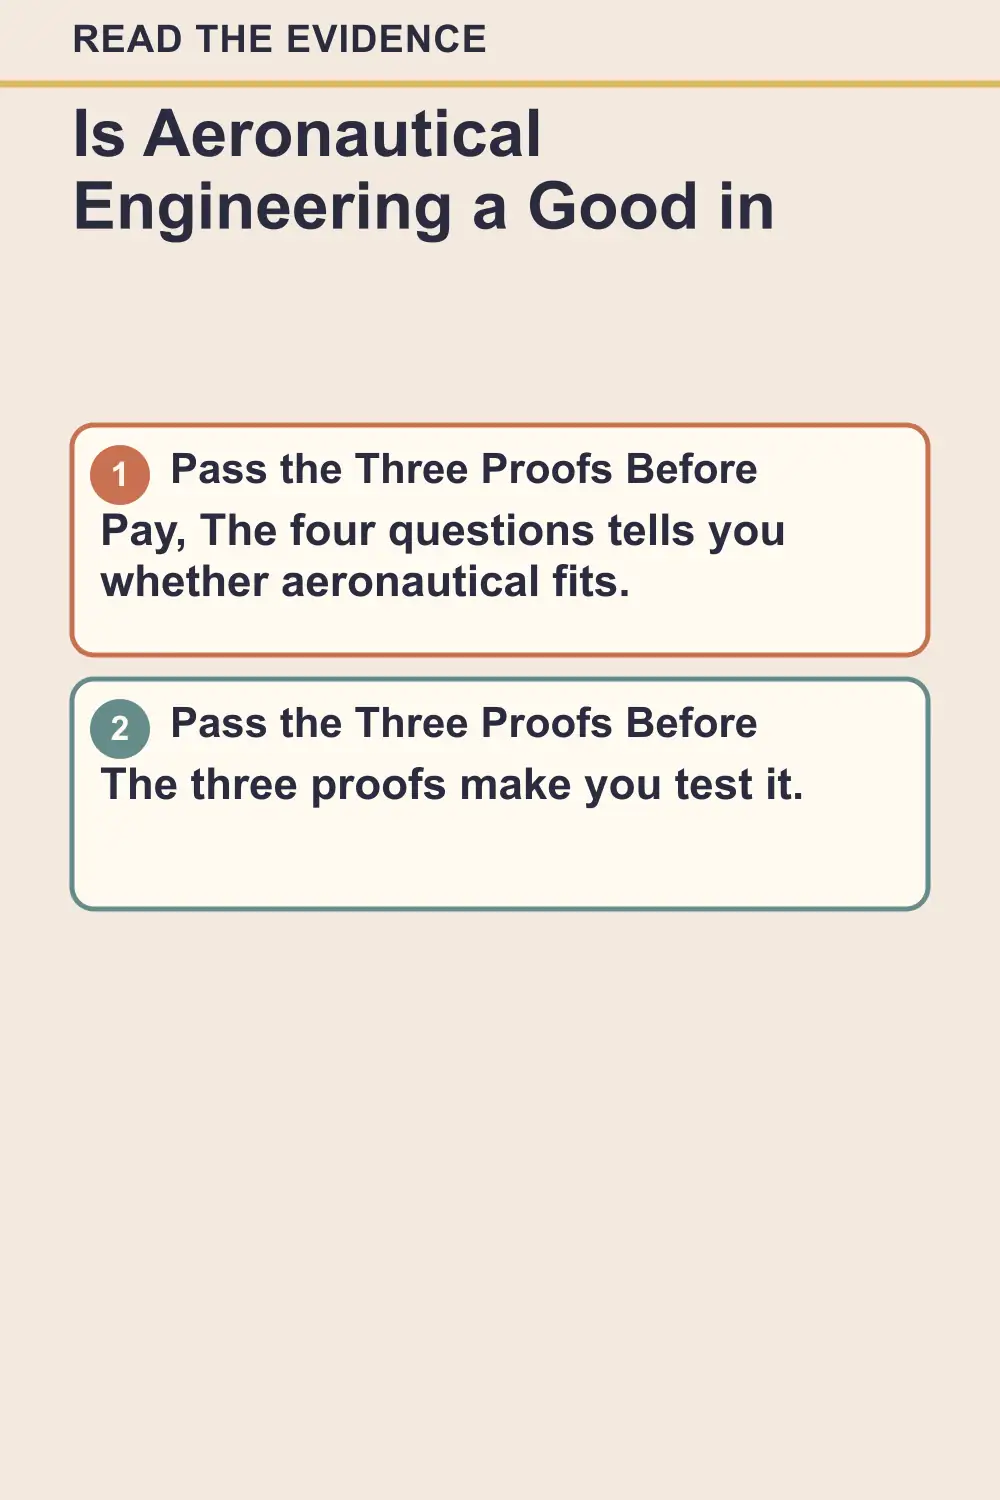 READ THE EVIDENCE
Is Aeronautical
Engineering a Good in
1 Pass the Three Proofs Before
Pay, The four questions tells you
whether aeronautical fits.
2 Pass the Three Proofs Before
The three proofs make you test it.